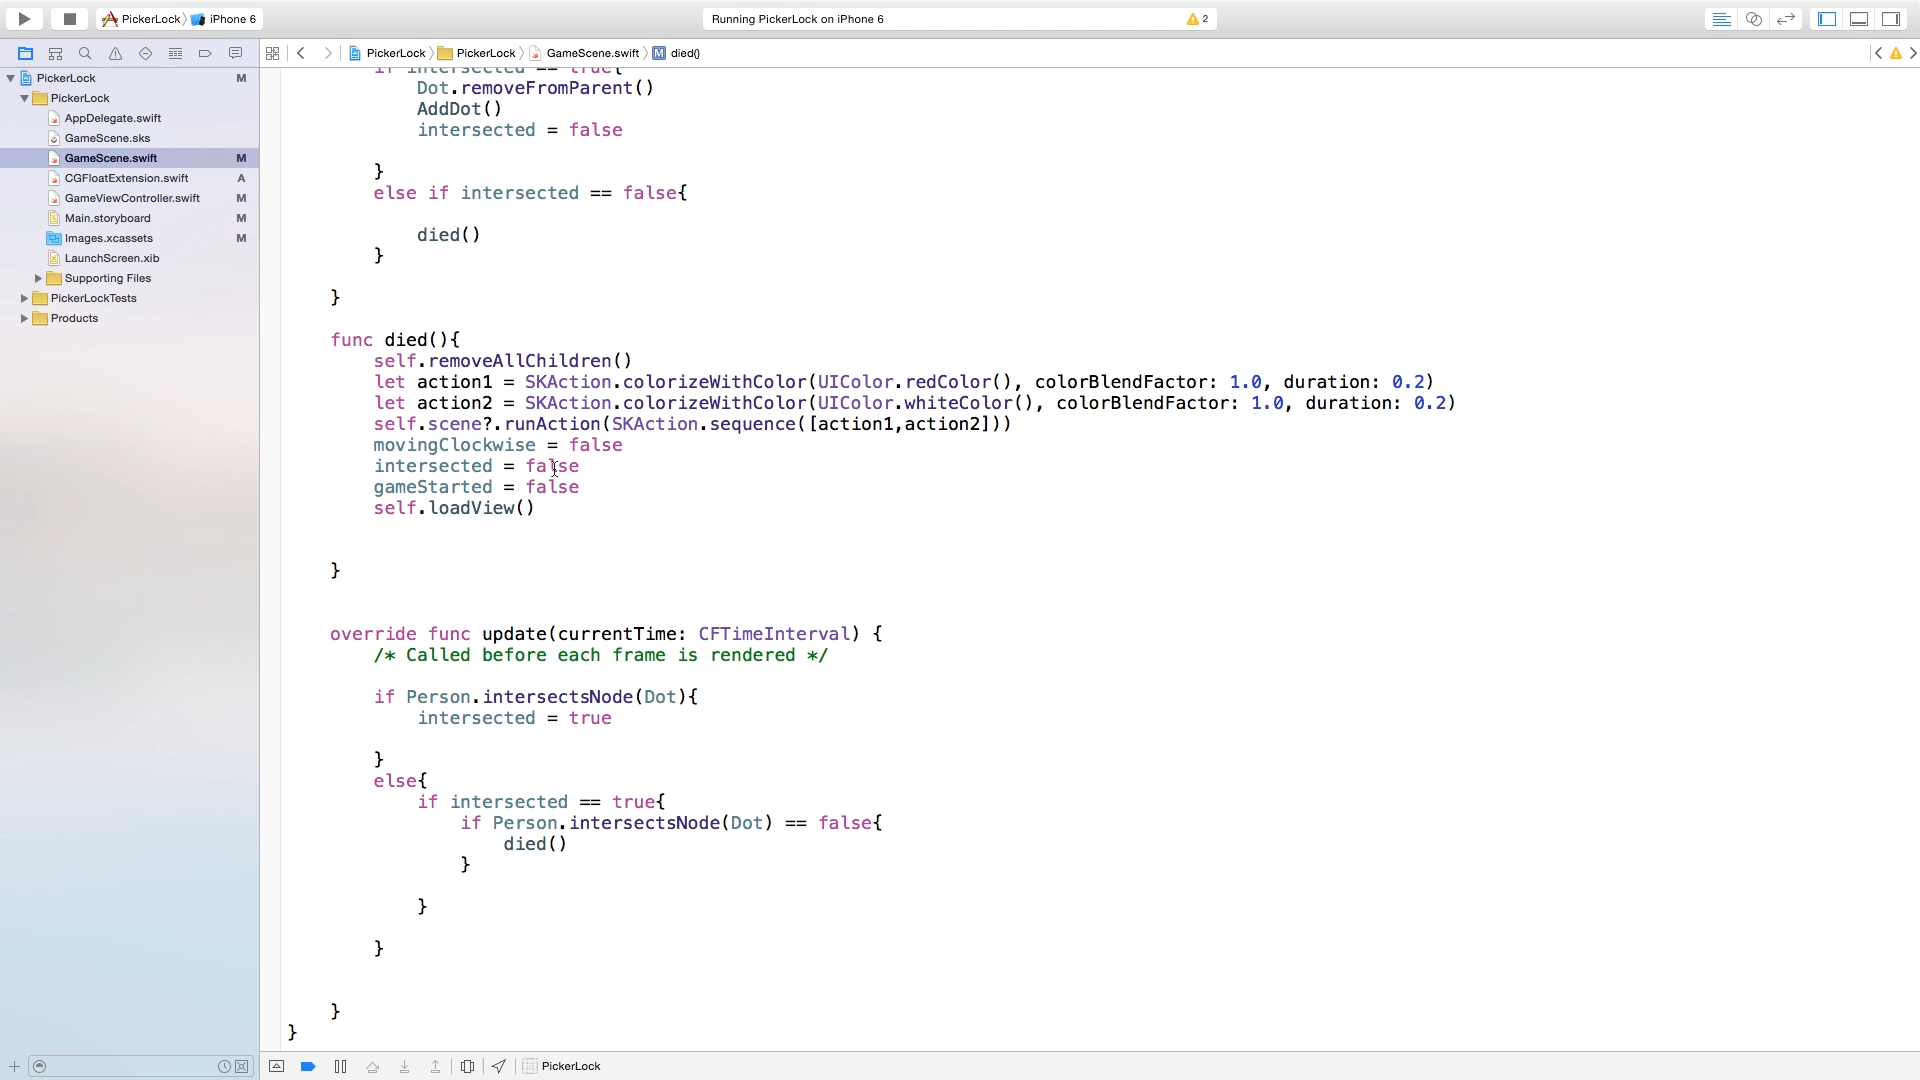 PickerLock iPhone 6 Running PickerLock on iPhone 6 2
PickerLock PickerLock GameScene.swift M died()
PickerLock M
PickerLock
AppDelegate.swift
GameScene.sks
GameScene.swift M
CGFloatExtension.swift A
GameViewController.swift M
Main.storyboard M
Images.xcassets M
LaunchScreen.xib
Supporting Files
PickerLockTests
Products
if intersected == true{
Dot.removeFromParent()
AddDot()
intersected = false
}
else if intersected == false{
died()
}
}
func died(){
self.removeAllChildren()
let action1 = SKAction.colorizeWithColor(UIColor.redColor(), colorBlendFactor: 1.0, duration: 0.2)
let action2 = SKAction.colorizeWithColor(UIColor.whiteColor(), colorBlendFactor: 1.0, duration: 0.2)
self.scene?.runAction(SKAction.sequence([action1,action2]))
movingClockwise = false
intersected = false
gameStarted = false
self.loadView()
}
override func update(currentTime: CFTimeInterval) {
/* Called before each frame is rendered */
if Person.intersectsNode(Dot){
intersected = true
}
else{
if intersected == true{
if Person.intersectsNode(Dot) == false{
died()
}
}
}
}
}
PickerLock